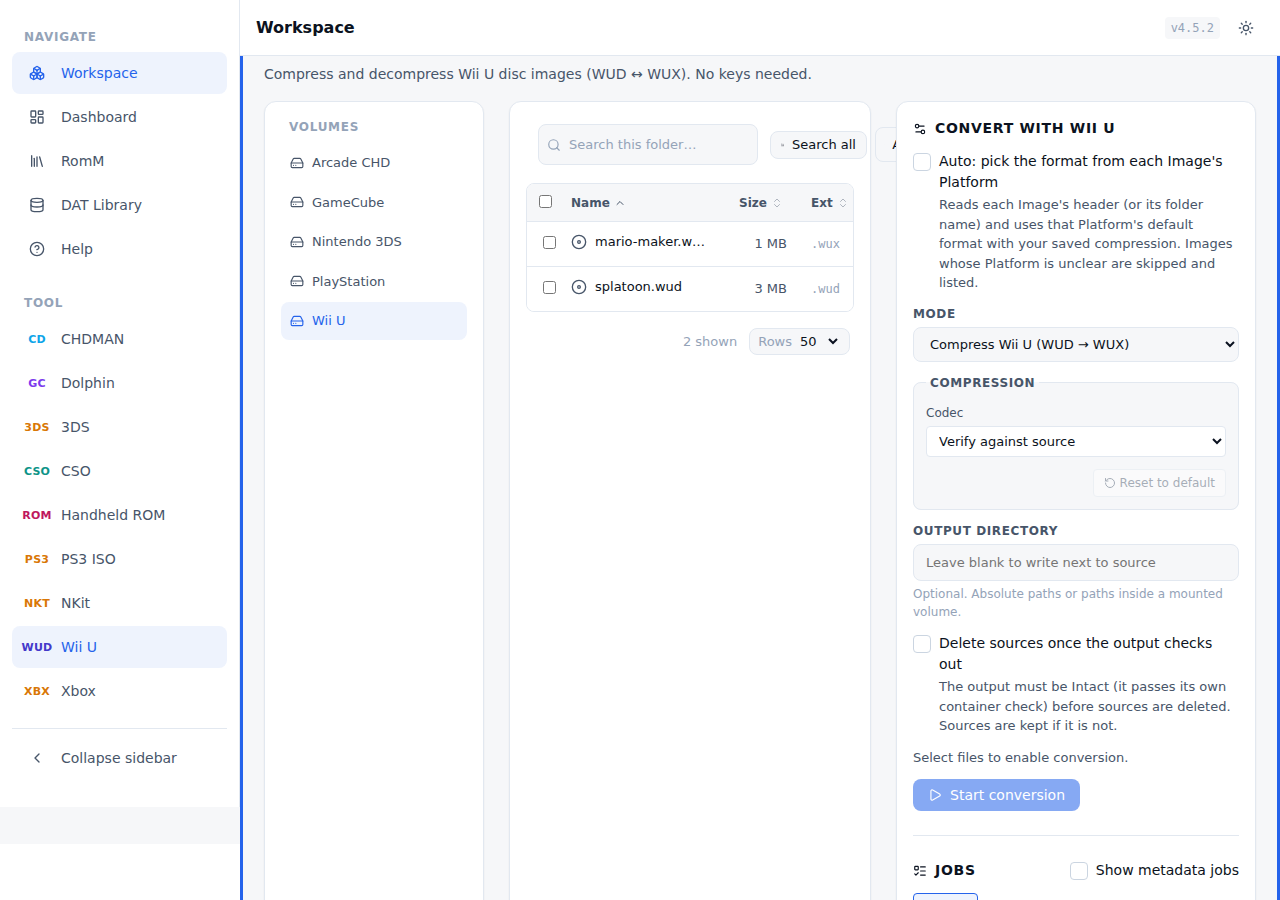 NAVIGATE
Workspace
Dashboard
RomM
DAT Library
Help
TOOL
CD CHDMAN
GC Dolphin
3DS 3DS
CSO CSO
ROM Handheld ROM
PS3 PS3 ISO
NKT NKit
WUD Wii U
XBX Xbox
Collapse sidebar
Workspace
v4.5.2
Compress and decompress Wii U disc images (WUD ↔ WUX). No keys needed.
VOLUMES
Arcade CHD
GameCube
Nintendo 3DS
PlayStation
Wii U
Search this folder…
Search all
Name
Size
Ext
mario-maker.w… 1 MB .wux
splatoon.wud 3 MB .wud
2 shown Rows 50
CONVERT WITH WII U
Auto: pick the format from each Image's
Platform
Reads each Image's header (or its folder
name) and uses that Platform's default
format with your saved compression. Images
whose Platform is unclear are skipped and
listed.
MODE
Compress Wii U (WUD → WUX)
COMPRESSION
Codec
Verify against source
Reset to default
OUTPUT DIRECTORY
Leave blank to write next to source
Optional. Absolute paths or paths inside a mounted
volume.
Delete sources once the output checks
out
The output must be Intact (it passes its own
container check) before sources are deleted.
Sources are kept if it is not.
Select files to enable conversion.
Start conversion
JOBS
Show metadata jobs